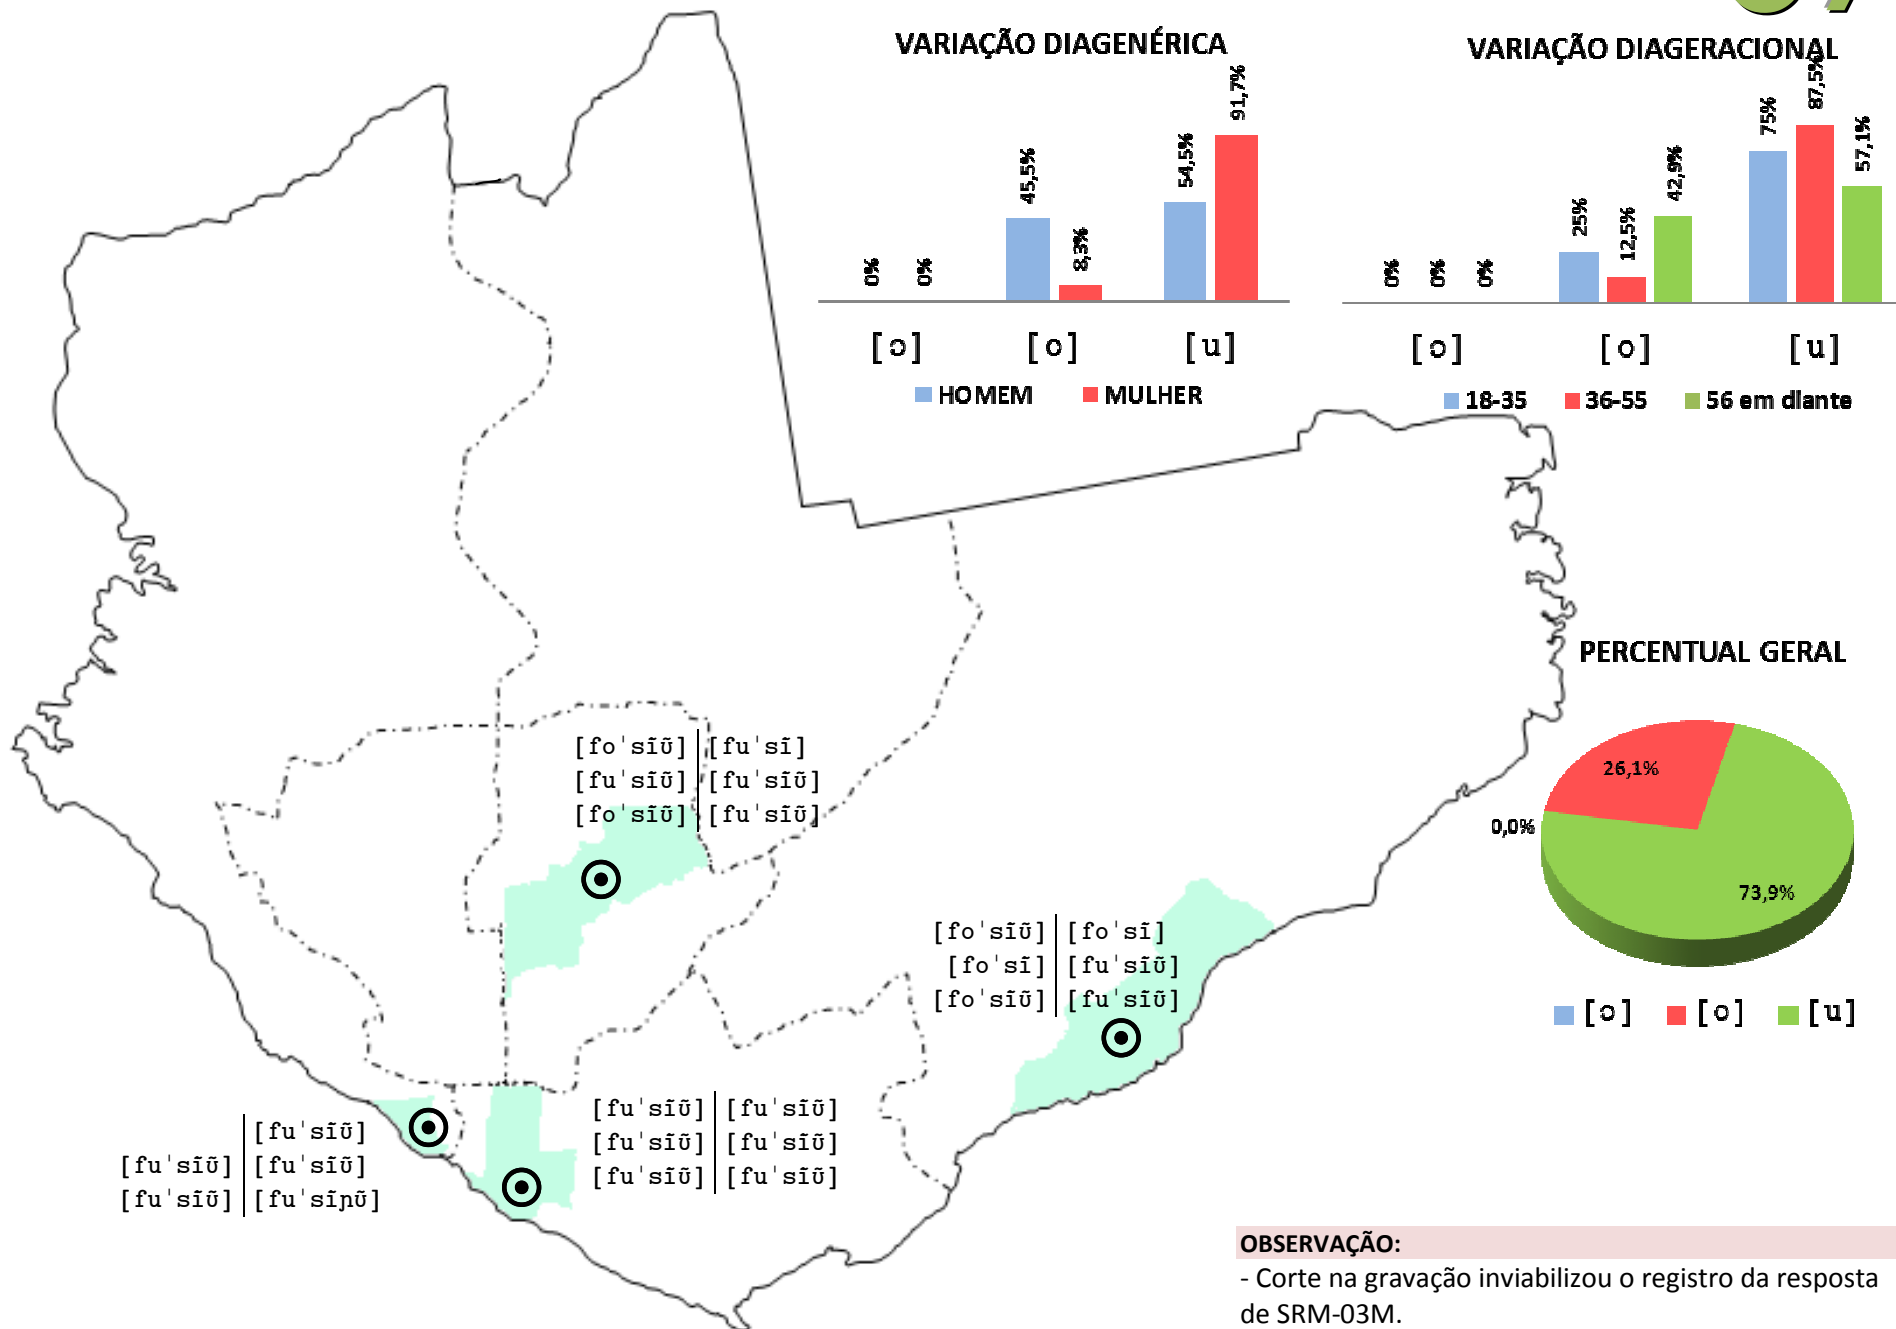 VARIAÇÃO DIAGENÉRICA
45,5%
54,5%
91,7%
0%
0%
8,3%
[ɔ]
[o]
[u]
HOMEM
MULHER
VARIAÇÃO DIAGERACIONAL
0%
0%
0%
25%
12,5%
42,9%
75%
87,5%
57,1%
[ɔ]
[o]
[u]
18-35
36-55
56 em diante
PERCENTUAL GERAL
26,1%
0,0%
73,9%
[ɔ]
[o]
[u]
[foˈsĩʊ̃] [fuˈsĩ]
[fuˈsĩʊ̃] [fuˈsĩʊ̃]
[foˈsĩʊ̃] [fuˈsĩʊ̃]
[foˈsĩʊ̃] [foˈsĩ]
[foˈsĩ] [fuˈsĩʊ̃]
[foˈsĩʊ̃] [fuˈsĩʊ̃]
[fuˈsĩʊ̃] [fuˈsĩʊ̃]
[fuˈsĩʊ̃] [fuˈsĩʊ̃]
[fuˈsĩʊ̃] [fuˈsĩʊ̃]
[fuˈsĩʊ̃]
[fuˈsĩʊ̃] [fuˈsĩʊ̃]
[fuˈsĩʊ̃] [fuˈsĩɲʊ̃]
OBSERVAÇÃO:
- Corte na gravação inviabilizou o registro da resposta
de SRM-03M.